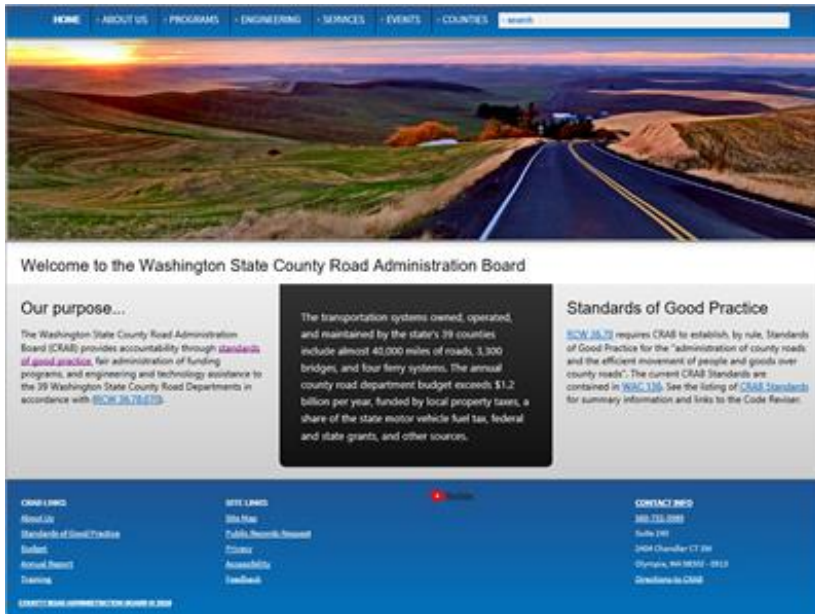 HOME
ABOUT US
PROGRAMS
ENGINEERING
SERVICES
EVENTS
COUNTIES
search
Welcome to the Washington State County Road Administration Board
Our purpose...
The Washington State County Road Administration
Board (CRAB) provides accountability through standards
of good practice, fair administration of funding
programs, and engineering and technology assistance to
the 39 Washington State County Road Departments in
accordance with (RCW 36.78.070).
The transportation systems owned, operated,
and maintained by the state's 39 counties
include almost 40,000 miles of roads, 3,300
bridges, and four ferry systems. The annual
county road department budget exceeds $1.2
billion per year, funded by local property taxes, a
share of the state motor vehicle fuel tax, federal
and state grants, and other sources.
Standards of Good Practice
RCW 36.78 requires CRAB to establish, by rule, Standards
of Good Practice for the "administration of county roads
and the efficient movement of people and goods over
county roads". The current CRAB Standards are
contained in WAC 136. See the listing of CRAB Standards
for summary information and links to the Code Reviser.
CRAB LINKS
About Us
Standards of Good Practice
Budget
Annual Report
Training
SITE LINKS
Site Map
Public Records Request
Privacy
Accessibility
Feedback
CONTACT INFO
Suite 240
2404 Chandler CT SW
Olympia, WA 98502 - 0913
Directions to CRAB
COUNTY ROAD ADMINISTRATION BOARD ©